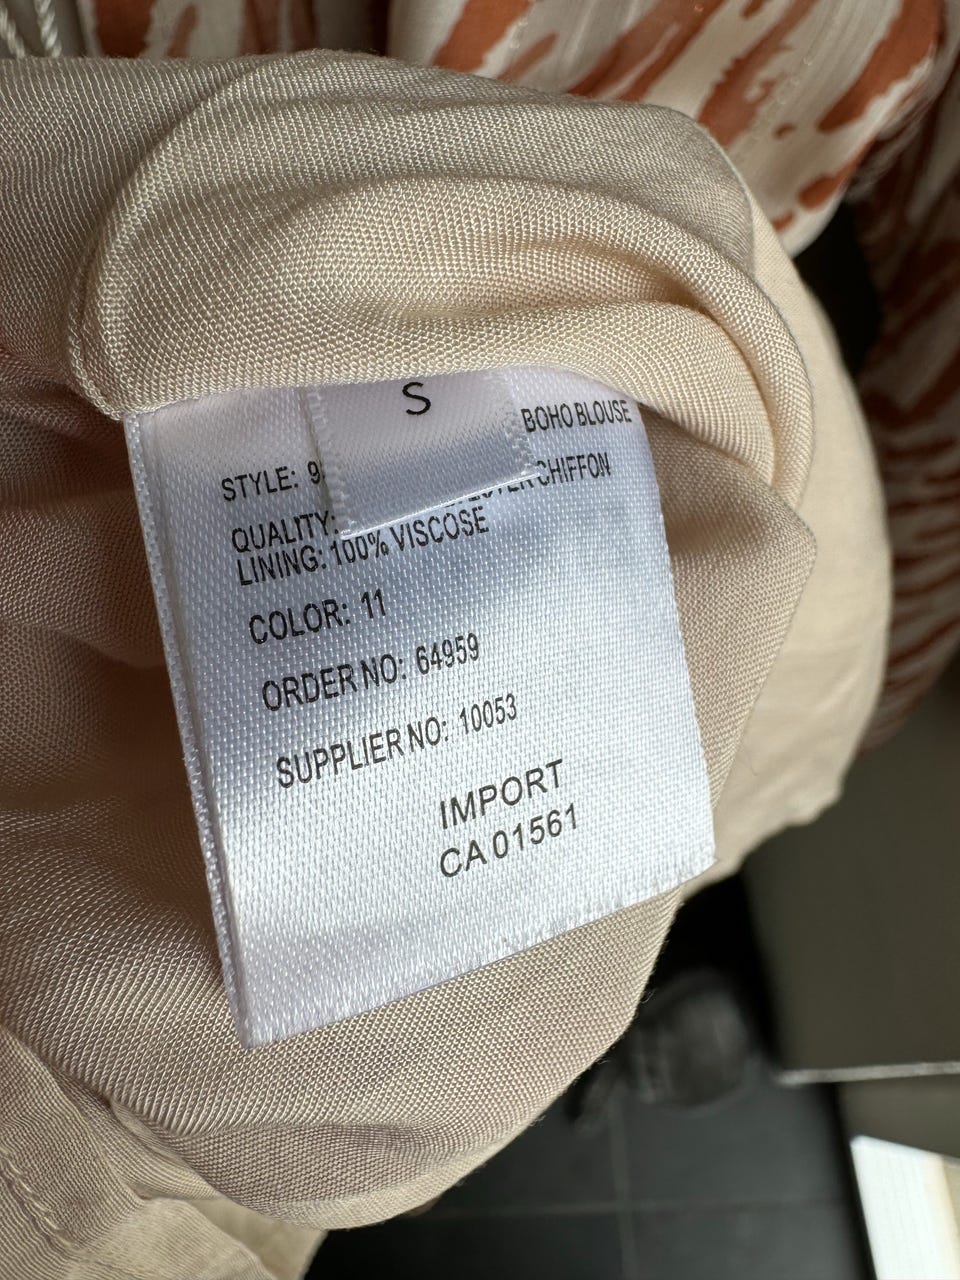 S
STYLE: 9 BOHO BLOUSE
QUALITY: CHIFFON
LINING: 100% VISCOSE
COLOR: 11
ORDER NO: 64959
SUPPLIER NO: 10053
IMPORT
CA 01561